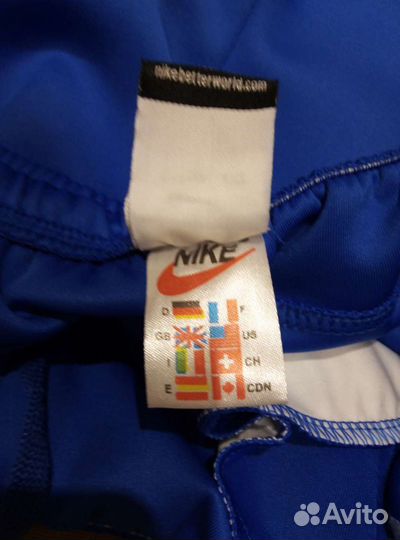 nikebetterworld.com
NIKE
D F
GB US
I CH
E CDN
Avito